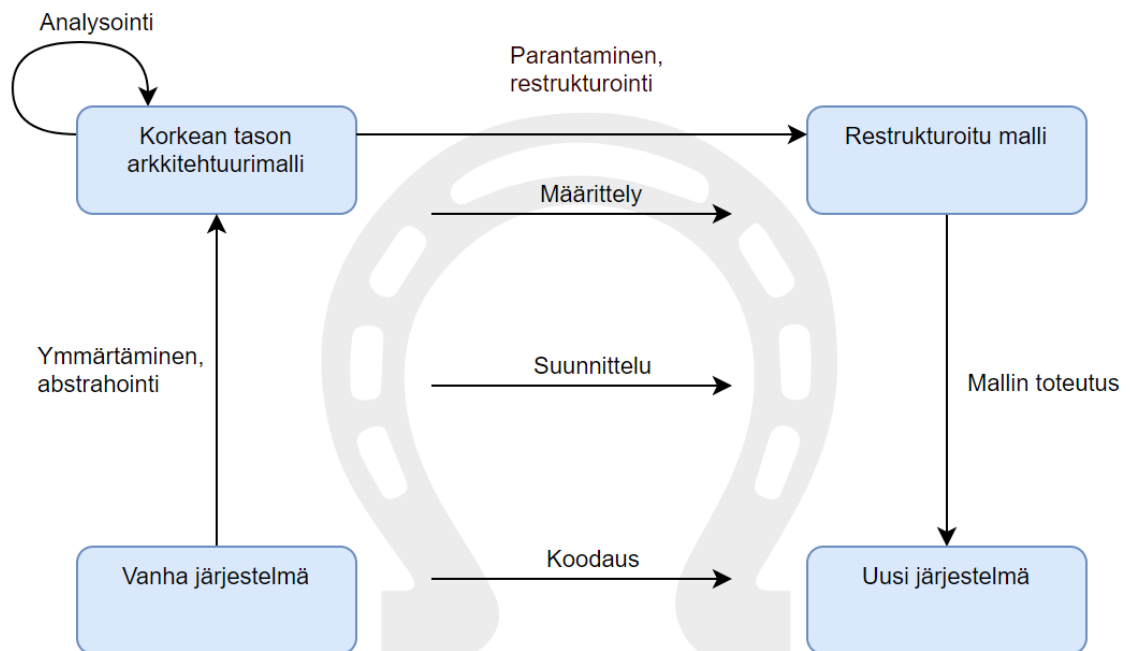 Analysointi
Parantaminen,
restrukturointi
Korkean tason
arkkitehtuurimalli
Restrukturoitu malli
Määrittely
Ymmärtäminen,
abstrahointi
Suunnittelu
Mallin toteutus
Vanha järjestelmä
Koodaus
Uusi järjestelmä